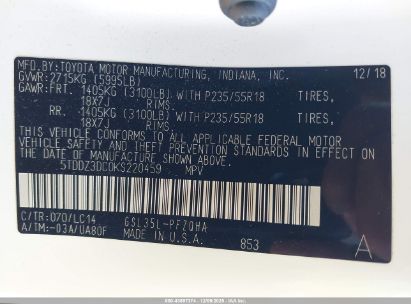 MFD.BY:TOYOTA MOTOR MANUFACTURING, INDIANA, INC. 12/18
GVWR: 2715KG (5995LB)
GAWR:FRT. 1405KG (3100LB) WITH P235/55R18 TIRES,
18X7J RIMS.
RR. 1405KG (3100LB) WITH P235/55R18 TIRES,
18X7J RIMS.
THIS VEHICLE CONFORMS TO ALL APPLICABLE FEDERAL MOTOR
VEHICLE SAFETY AND THEFT PREVENTION STANDARDS IN EFFECT ON
THE DATE OF MANUFACTURE SHOWN ABOVE.
5TDDZ3DC0KS220459 MPV
C/TR:070/LC14 GSL35L-PFZQHA
A/TM:-03A/UA80F MADE IN U.S.A. 853 A